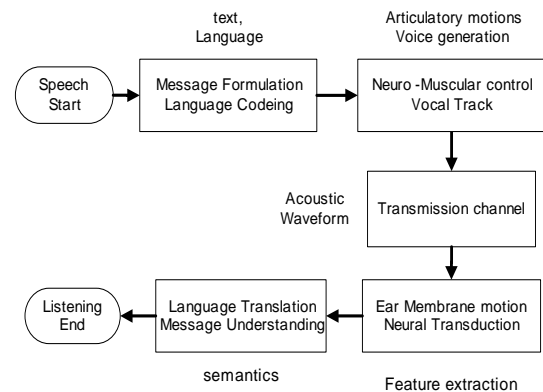 text,
Language
Articulatory motions
Voice generation
Speech
Start
Message Formulation
Language Codeing
Neuro -Muscular control
Vocal Track
Acoustic
Waveform
Transmission channel
Listening
End
Language Translation
Message Understanding
Ear Membrane motion
Neural Transduction
semantics
Feature extraction